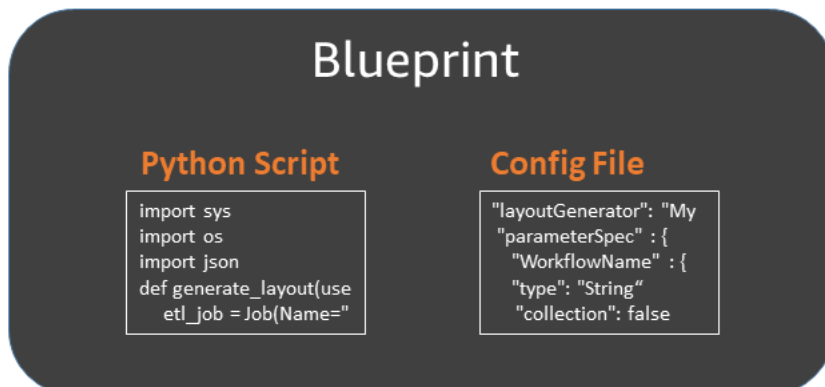 Blueprint
Python Script
import sys
import os
import json
def generate_layout(use
etl_job = Job(Name="
Config File
"layoutGenerator": "My
"parameterSpec" : {
"WorkflowName" : {
"type": "String“
"collection": false